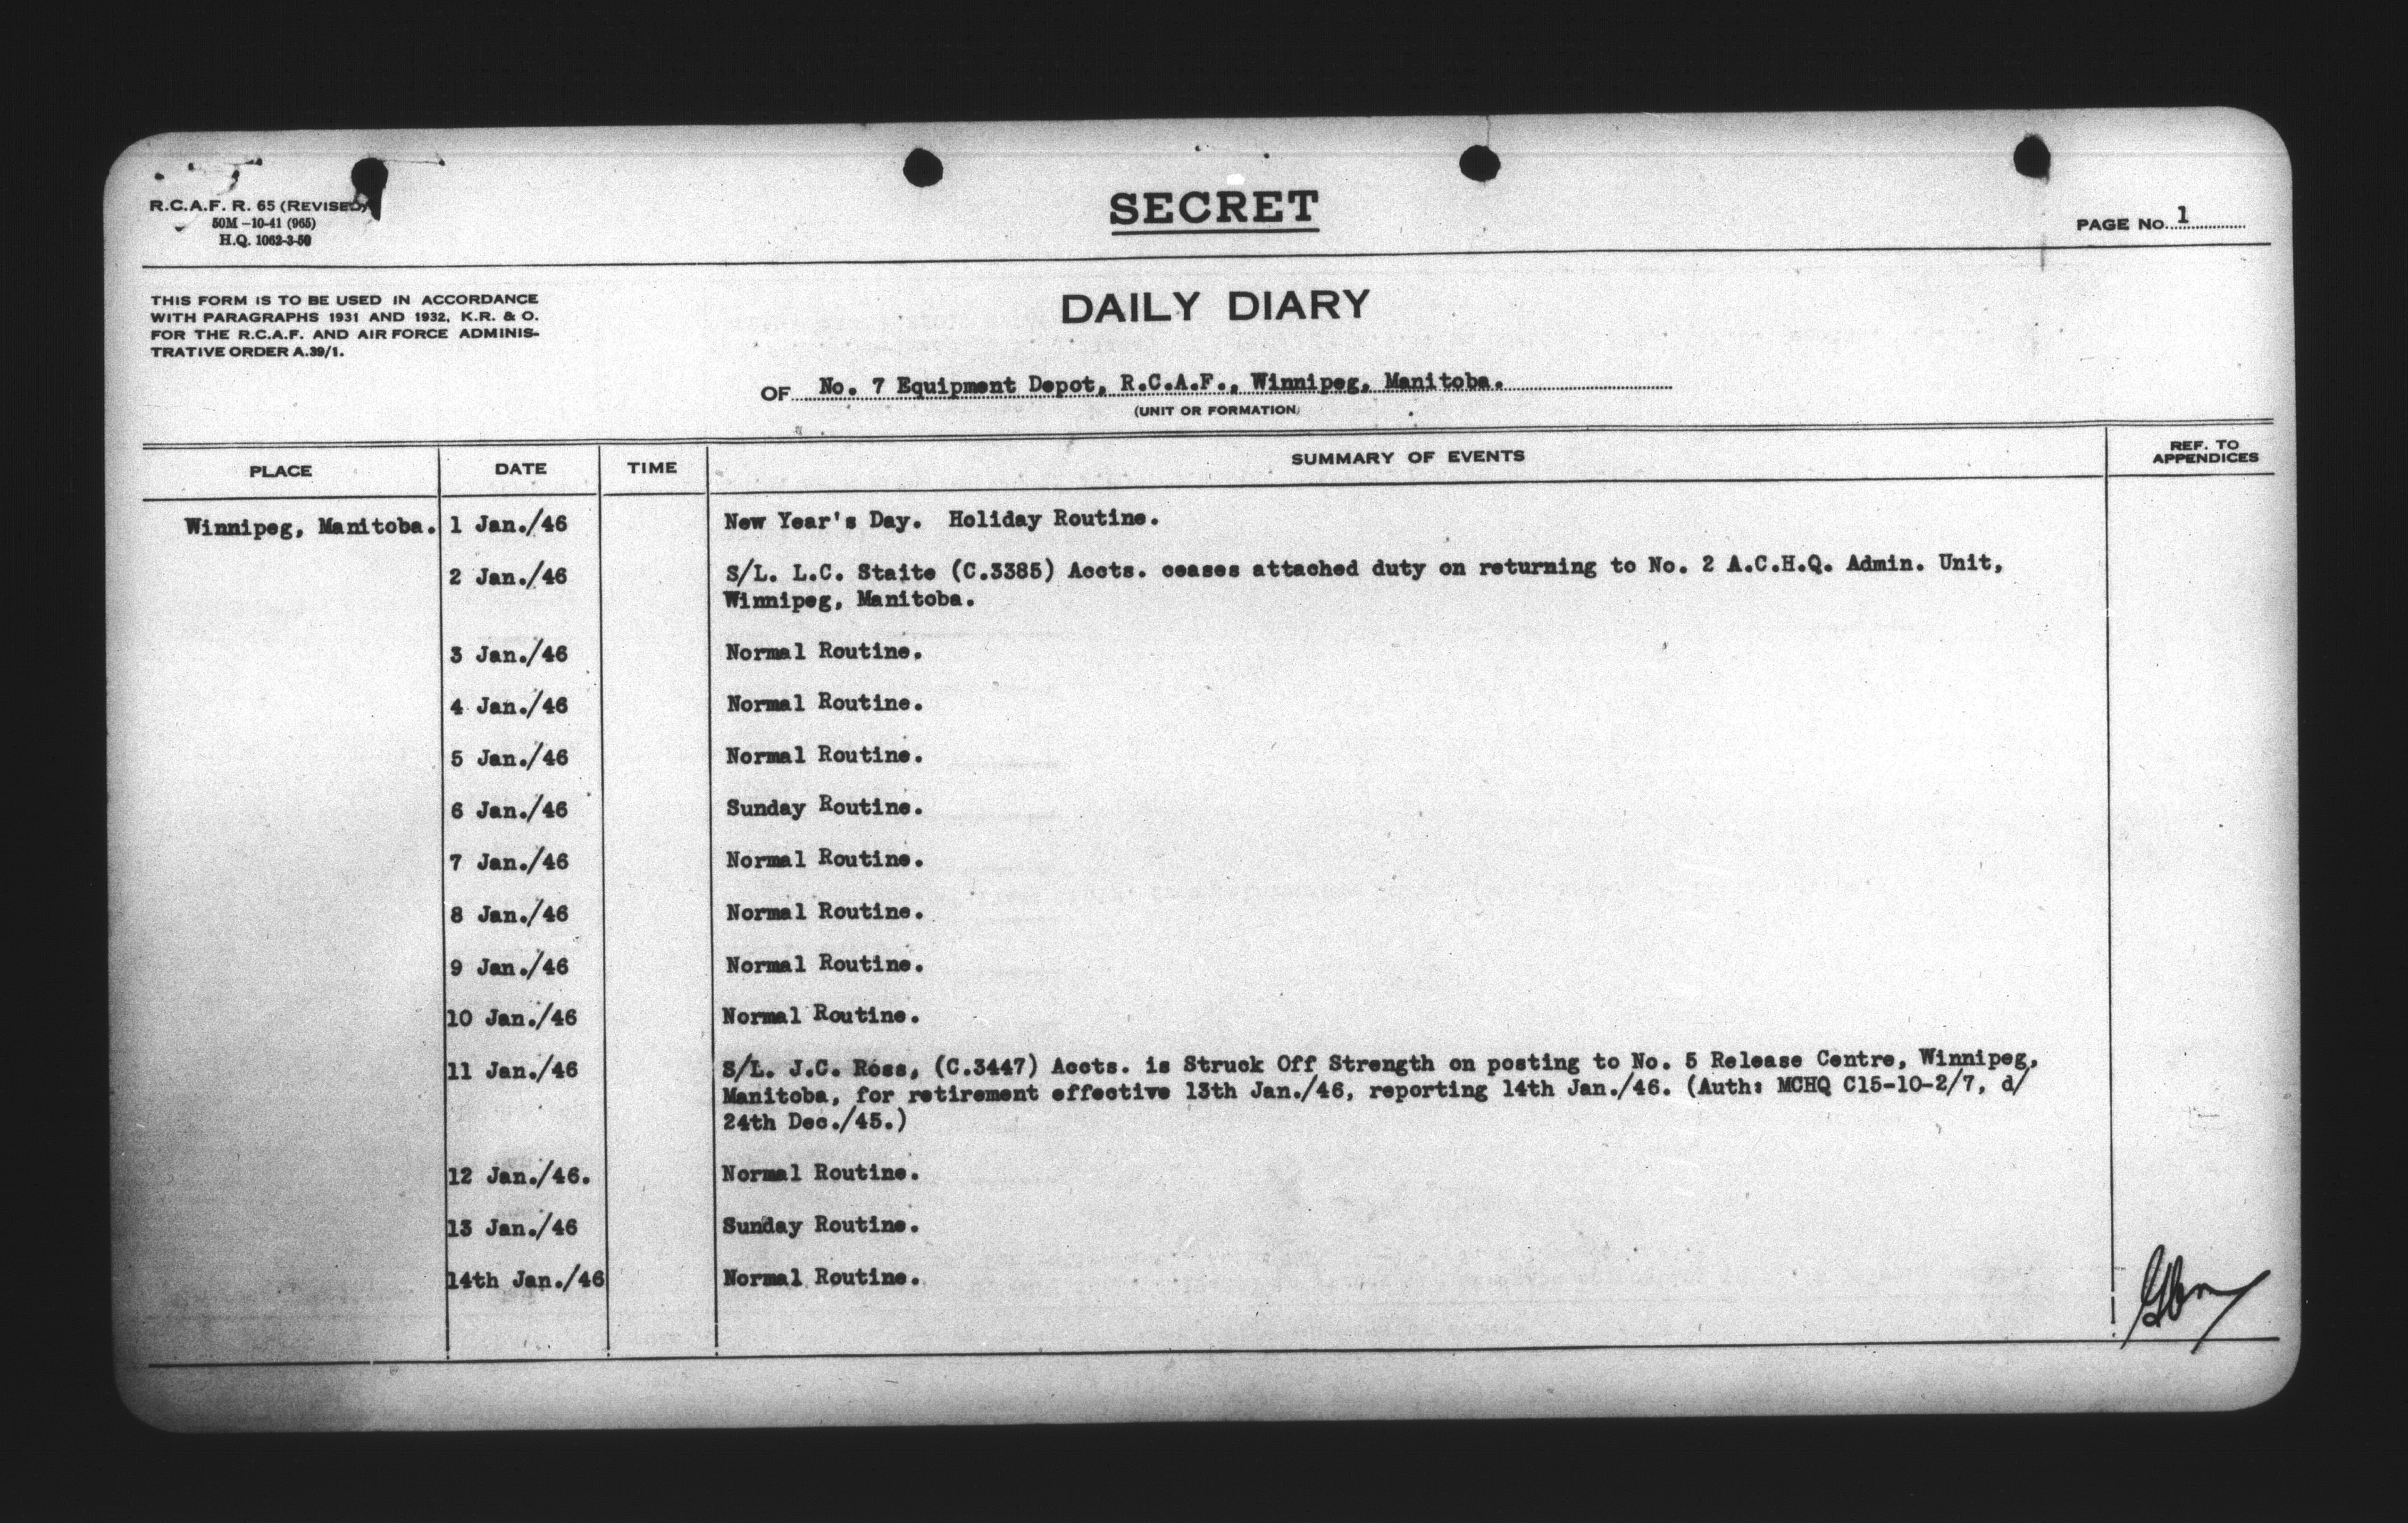 R.C.A.F. R. 65 (REVISED)
50M –10-41 (965)
H.Q. 1062-3-50
SECRET
PAGE No. 1
THIS FORM IS TO BE USED IN ACCORDANCE
WITH PARAGRAPHS 1931 AND 1932, K.R. & O.
FOR THE R.C.A.F. AND AIR FORCE ADMINIS-
TRATIVE ORDER A.39/1.
DAILY DIARY
OF No. 7 Equipment Depot, R.C.A.F., Winnipeg, Manitoba.
(UNIT OR FORMATION)
PLACE DATE TIME SUMMARY OF EVENTS REF. TO
APPENDICES
Winnipeg, Manitoba. 1 Jan./46 New Year's Day. Holiday Routine.
2 Jan./46 S/L. L.C. Staite (C.3385) Accts. ceases attached duty on returning to No. 2 A.C.H.Q. Admin. Unit,
Winnipeg, Manitoba.
3 Jan./46 Normal Routine.
4 Jan./46 Normal Routine.
5 Jan./46 Normal Routine.
6 Jan./46 Sunday Routine.
7 Jan./46 Normal Routine.
8 Jan./46 Normal Routine.
9 Jan./46 Normal Routine.
10 Jan./46 Normal Routine.
11 Jan./46 S/L. J.C. Ross, (C.3447) Accts. is Struck Off Strength on posting to No. 5 Release Centre, Winnipeg,
Manitoba, for retirement effective 13th Jan./46, reporting 14th Jan./46. (Auth: MCHQ C15-10-2/7, d/
24th Dec./45.)
12 Jan./46. Normal Routine.
13 Jan./46 Sunday Routine.
14th Jan./46 Normal Routine.